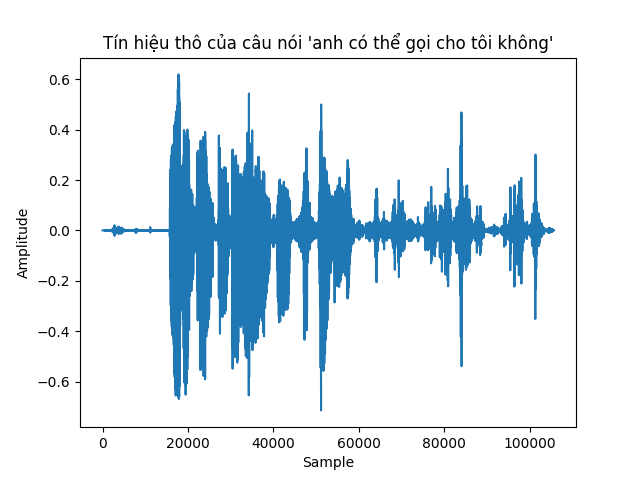 Tín hiệu thô của câu nói 'anh có thể gọi cho tôi không'
0.6
0.4
0.2
0.0
−0.2
−0.4
−0.6
Amplitude
0 20000 40000 60000 80000 100000
Sample